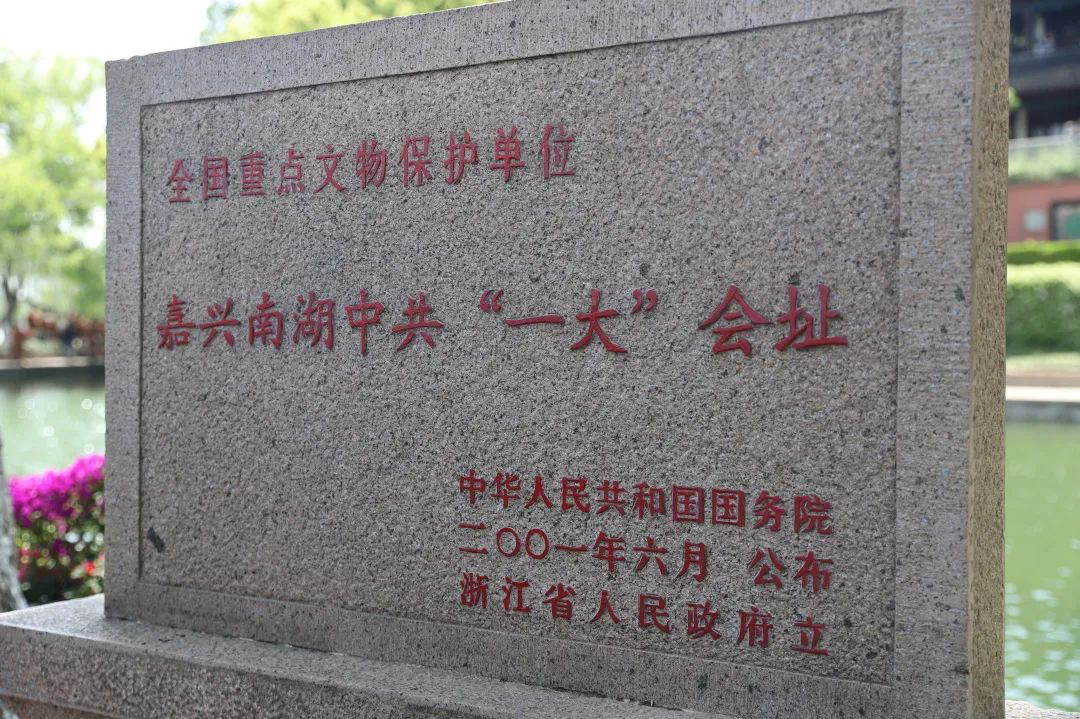 全国重点文物保护单位
嘉兴南湖中共“一大”会址
中华人民共和国国务院
二〇〇一年六月 公布
浙江省人民政府立